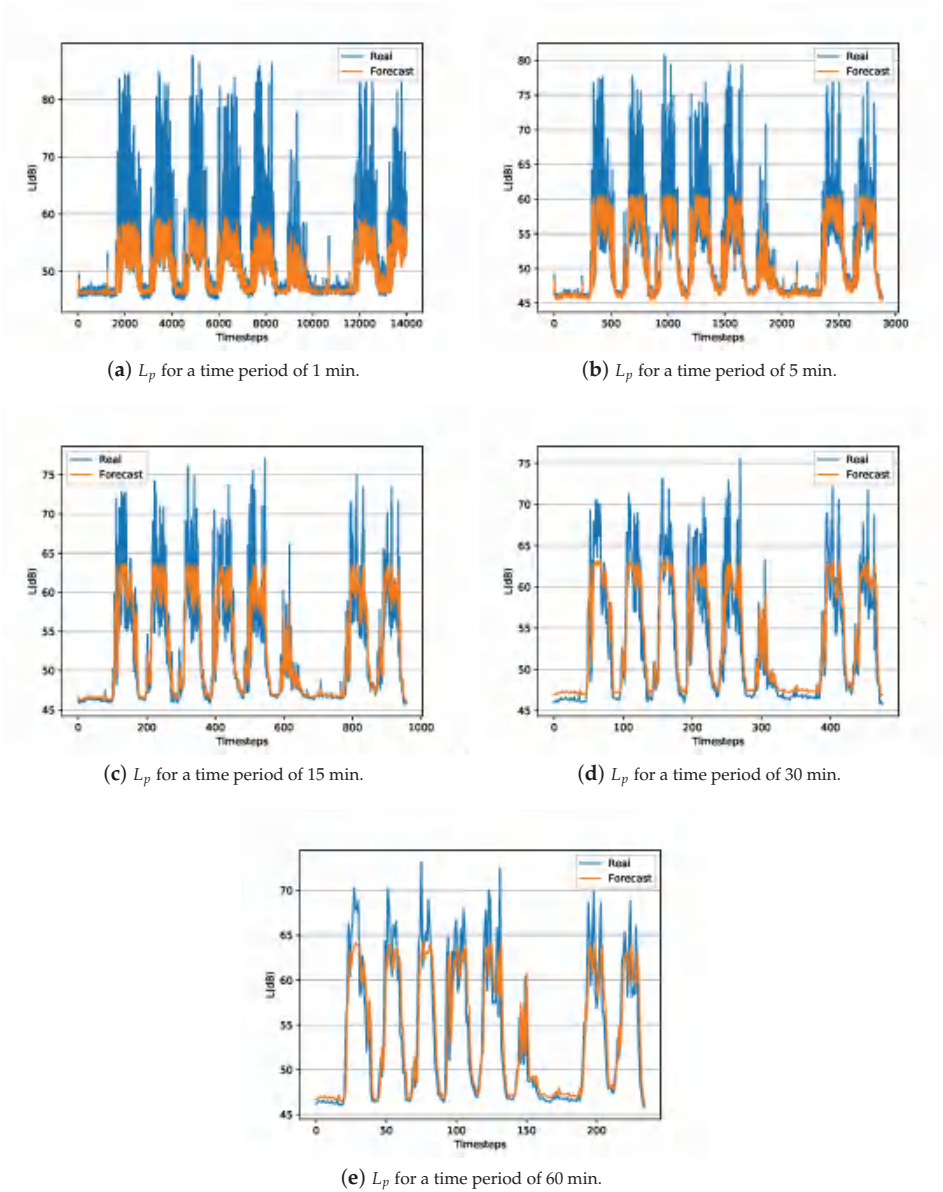 Real
Forecast
80
70
60
50
L(dB)
0 2000 4000 6000 8000 10000 12000 14000
Timesteps
(a) Lp for a time period of 1 min.
Real
Forecast
80
75
70
65
60
55
50
45
L(dB)
0 500 1000 1500 2000 2500 3000
Timesteps
(b) Lp for a time period of 5 min.
Real
Forecast
75
70
65
60
55
50
45
L(dB)
0 200 400 600 800 1000
Timesteps
(c) Lp for a time period of 15 min.
Real
Forecast
75
70
65
60
55
50
45
L(dB)
0 100 200 300 400
Timesteps
(d) Lp for a time period of 30 min.
Real
Forecast
70
65
60
55
50
45
L(dB)
0 50 100 150 200
Timesteps
(e) Lp for a time period of 60 min.